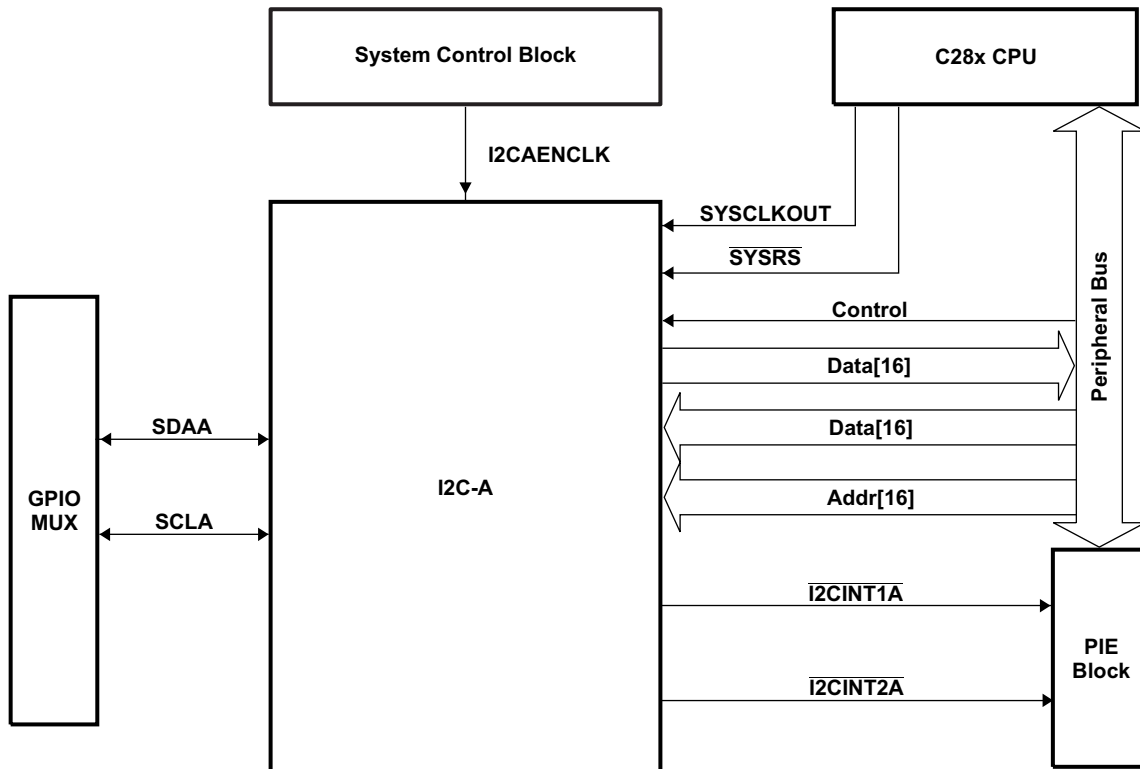 System Control Block
C28x CPU
I2CAENCLK
SYSCLKOUT
SYSRS
Control
Data[16]
Data[16]
Addr[16]
Peripheral Bus
SDAA
SCLA
GPIO
MUX
I2C-A
I2CINT1A
I2CINT2A
PIE
Block